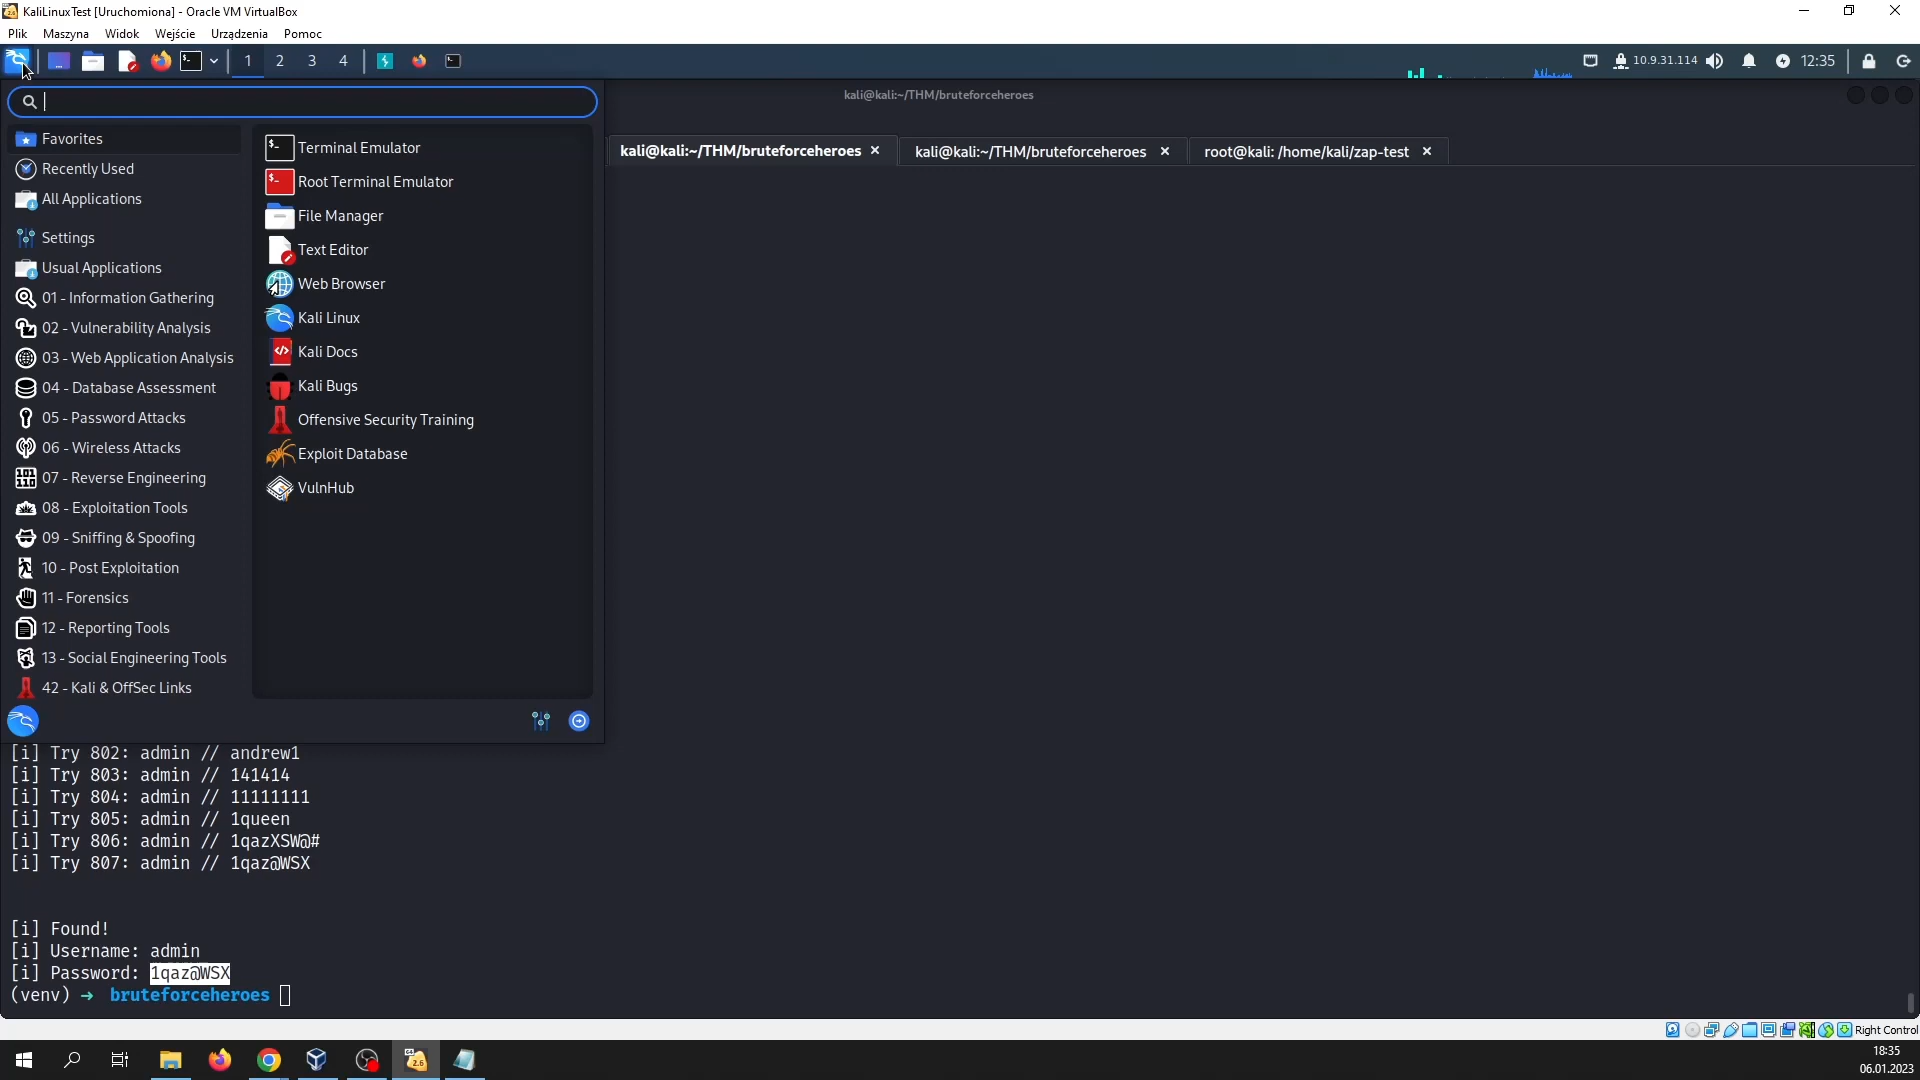 KaliLinuxTest [Uruchomiona] - Oracle VM VirtualBox
Plik Maszyna Widok Wejście Urządzenia Pomoc
1 2 3 4
10.9.31.114
12:35
kali@kali:~/THM/bruteforceheroes
kali@kali:~/THM/bruteforceheroes kali@kali:~/THM/bruteforceheroes root@kali: /home/kali/zap-test
Favorites
Recently Used
All Applications
Settings
Usual Applications
01 - Information Gathering
02 - Vulnerability Analysis
03 - Web Application Analysis
04 - Database Assessment
05 - Password Attacks
06 - Wireless Attacks
07 - Reverse Engineering
08 - Exploitation Tools
09 - Sniffing & Spoofing
10 - Post Exploitation
11 - Forensics
12 - Reporting Tools
13 - Social Engineering Tools
42 - Kali & OffSec Links
Terminal Emulator
Root Terminal Emulator
File Manager
Text Editor
Web Browser
Kali Linux
Kali Docs
Kali Bugs
Offensive Security Training
Exploit Database
VulnHub
[i] Try 802: admin // andrew1
[i] Try 803: admin // 141414
[i] Try 804: admin // 11111111
[i] Try 805: admin // 1queen
[i] Try 806: admin // 1qazXSW@#
[i] Try 807: admin // 1qaz@WSX
[i] Found!
[i] Username: admin
[i] Password: 1qaz@WSX
(venv) → bruteforceheroes
Right Control
18:35
06.01.2023